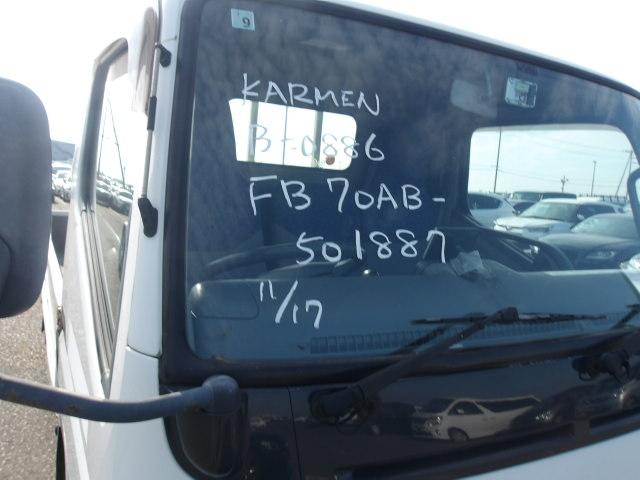 9
KARMEN
B-0886
FB70AB-
501887
11/17